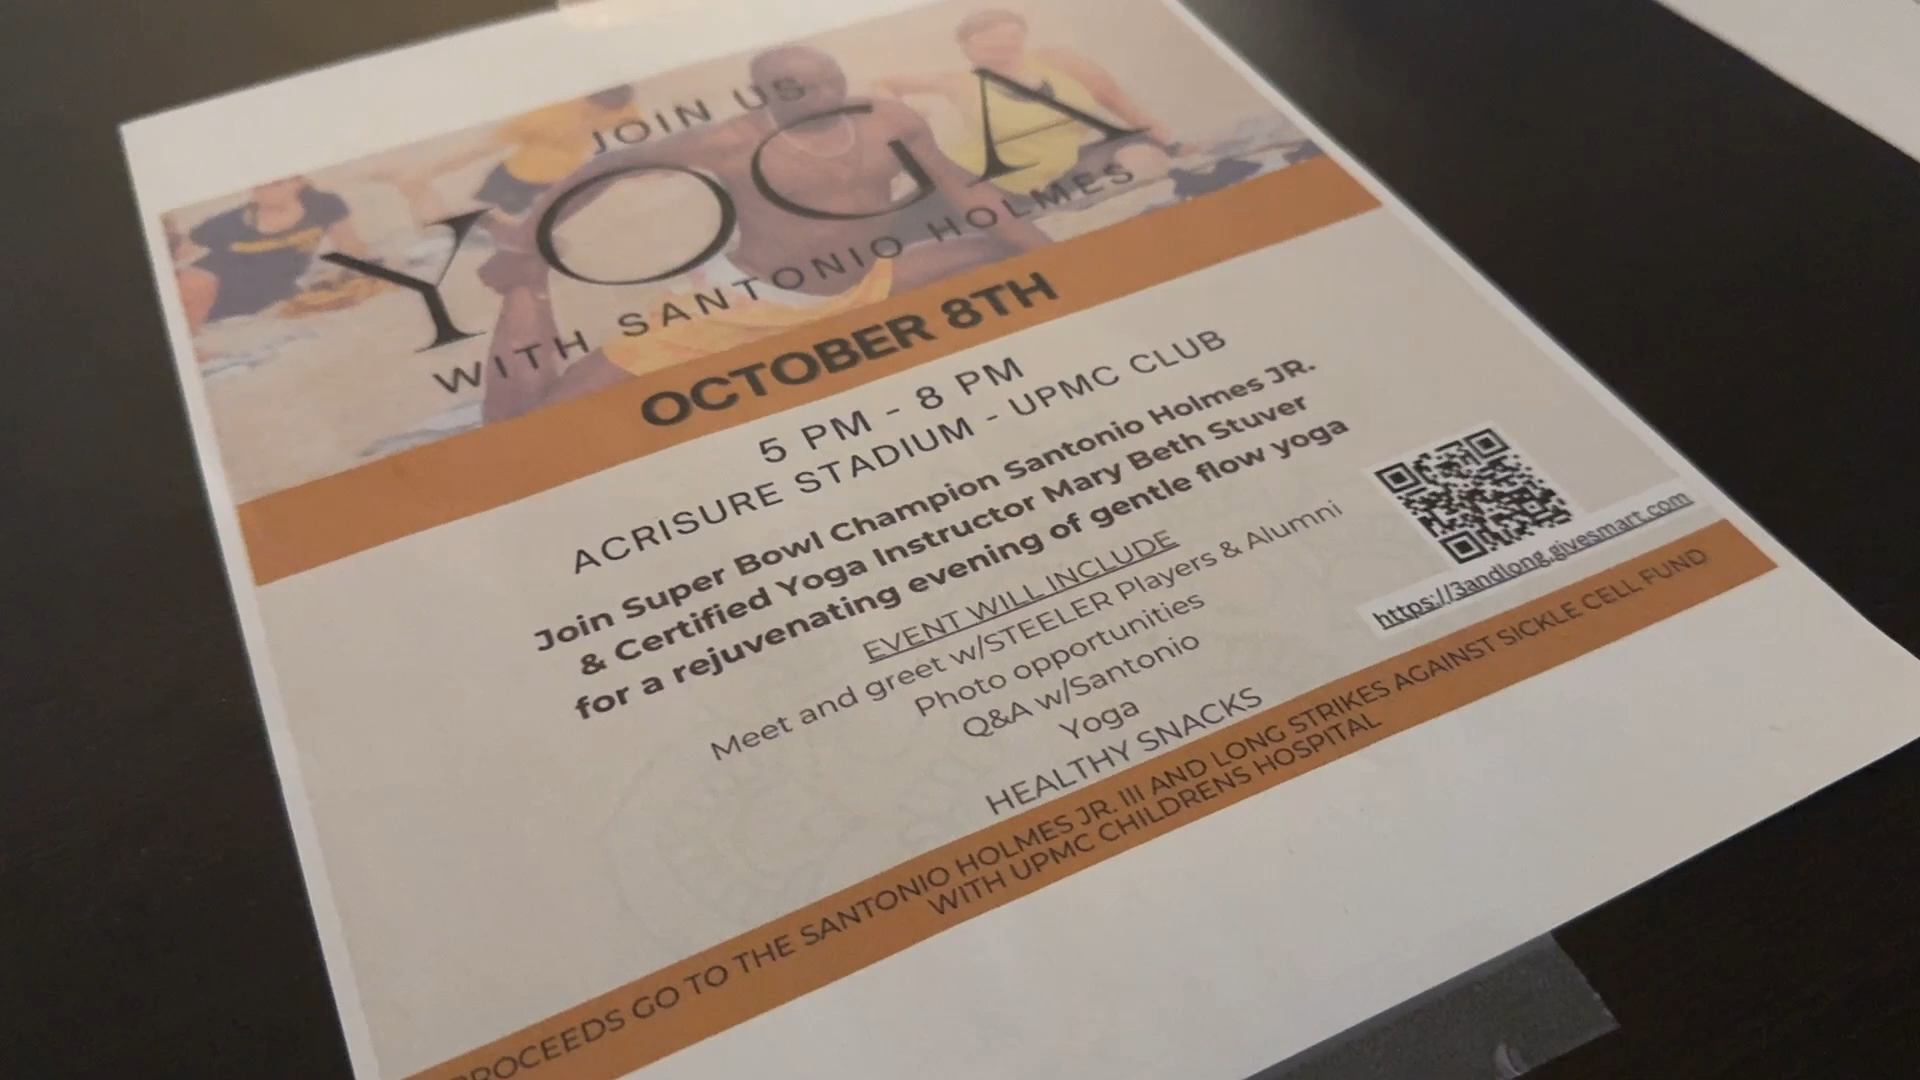 JOIN US
YOGA
WITH SANTONIO HOLMES
OCTOBER 8TH
5 PM - 8 PM
ACRISURE STADIUM - UPMC CLUB
Join Super Bowl Champion Santonio Holmes JR.
& Certified Yoga Instructor Mary Beth Stuver
for a rejuvenating evening of gentle flow yoga
EVENT WILL INCLUDE
Meet and greet w/STEELER Players & Alumni
Photo opportunities
Q&A w/Santonio
Yoga
HEALTHY SNACKS
https://3andlong.givesmart.com
PROCEEDS GO TO THE SANTONIO HOLMES JR. III AND LONG STRIKES AGAINST SICKLE CELL FUND
WITH UPMC CHILDRENS HOSPITAL